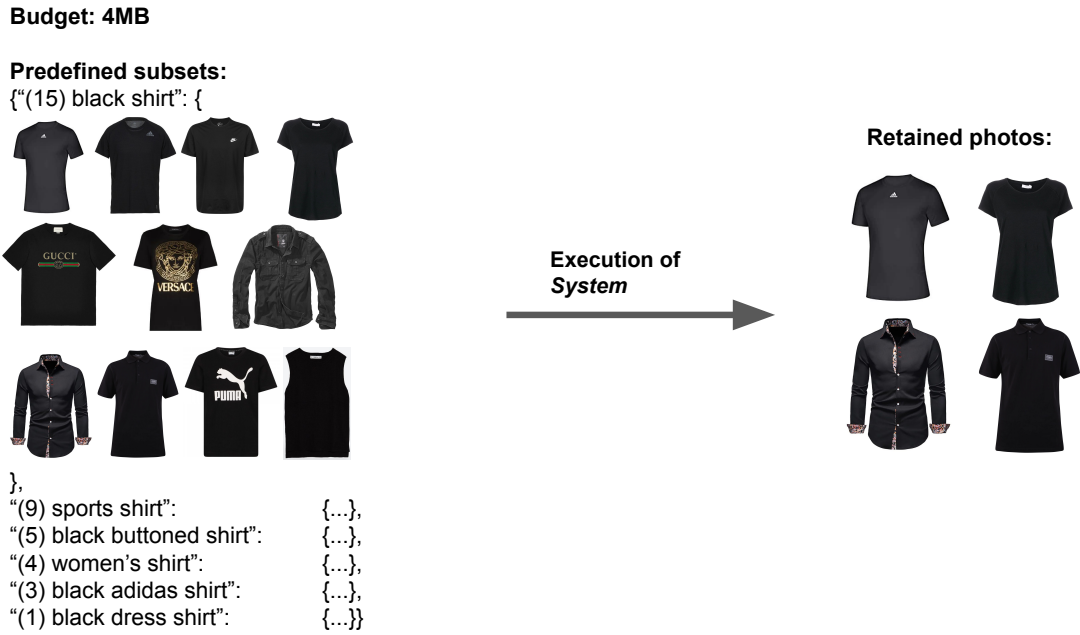 Budget: 4MB
Predefined subsets:
{“(15) black shirt”: {
GUCCI
VERSACE
PUMA
},
“(9) sports shirt”: {...},
“(5) black buttoned shirt”: {...},
“(4) women’s shirt”: {...},
“(3) black adidas shirt”: {...},
“(1) black dress shirt”: {...}}
Execution of
System
Retained photos: